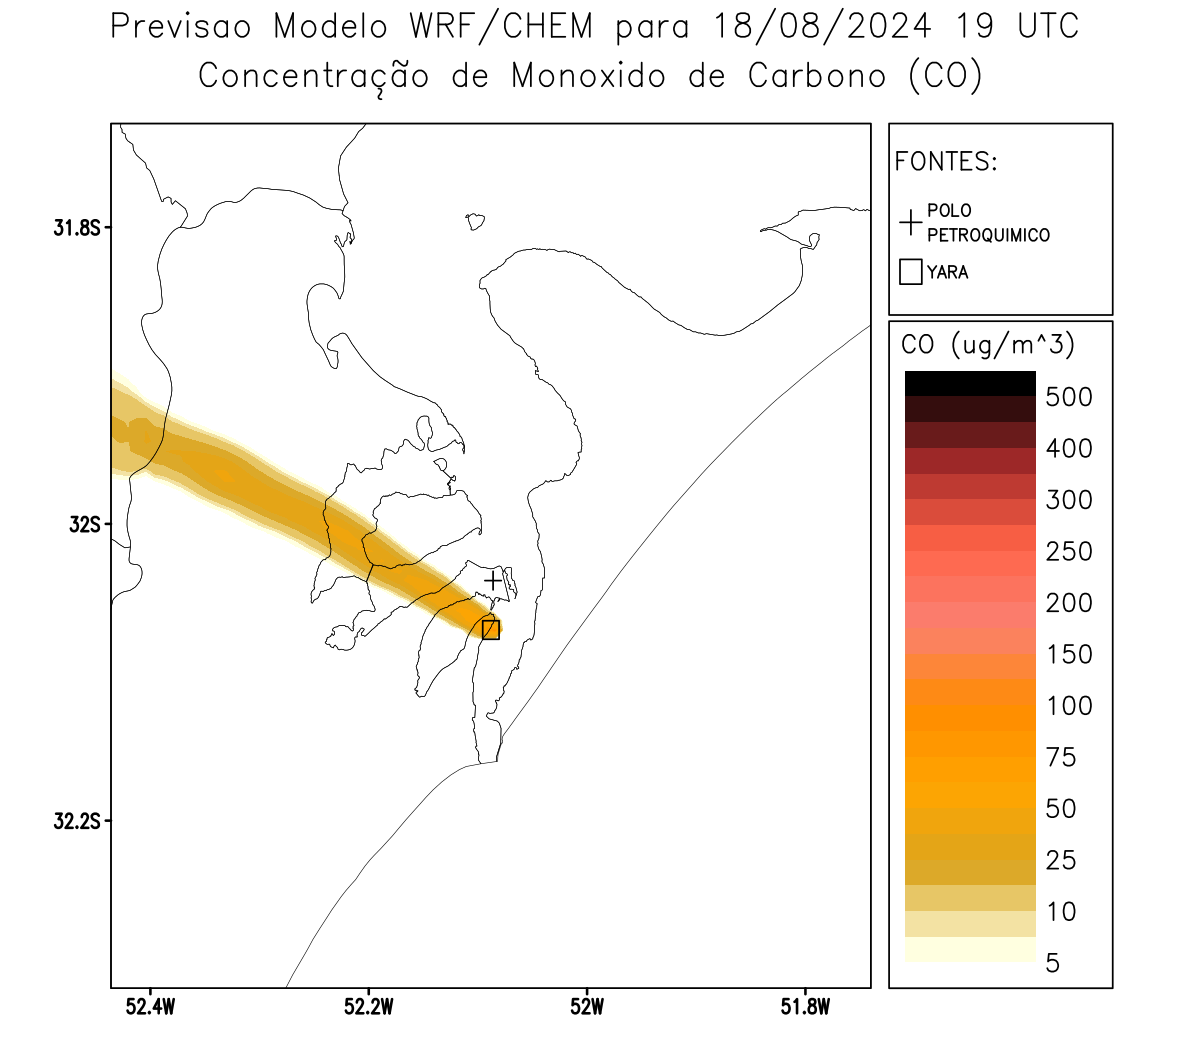 Previsao Modelo WRF/CHEM para 18/08/2024 19 UTC
Concentração de Monoxido de Carbono (CO)
FONTES:
POLO
PETROQUIMICO
YARA
CO (ug/m^3)
500
400
300
250
200
150
100
75
50
25
10
5
31.8S
32S
32.2S
52.4W
52.2W
52W
51.8W